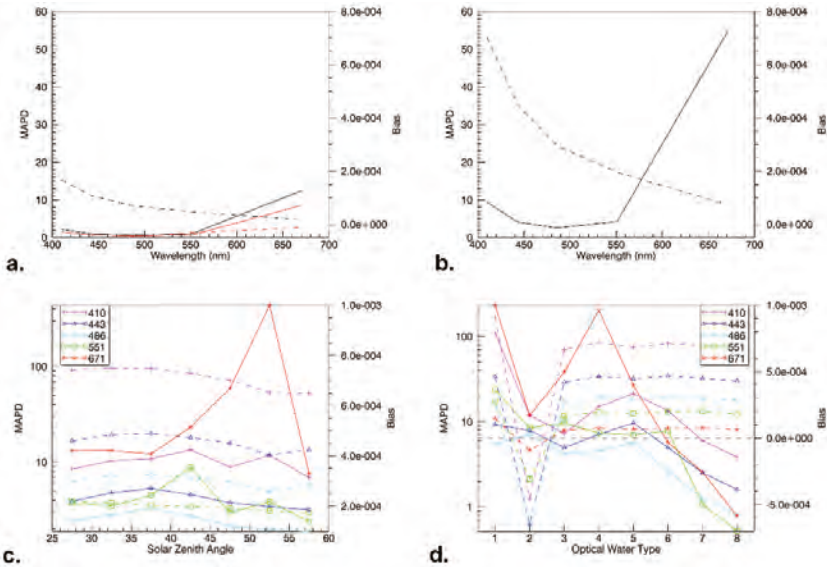 60
50
40
30
20
10
0
MAPD
400
450
500
550
600
650
700
Wavelength (nm)
8.0e-004
6.0e-004
4.0e-004
2.0e-004
0.0e+000
Bias
a.
60
50
40
30
20
10
0
MAPD
400
450
500
550
600
650
700
Wavelength (nm)
8.0e-004
6.0e-004
4.0e-004
2.0e-004
0.0e+000
Bias
b.
410
443
486
551
671
100
10
MAPD
25
30
35
40
45
50
55
60
Solar Zenith Angle
1.0e-003
8.0e-004
6.0e-004
4.0e-004
2.0e-004
Bias
c.
410
443
486
551
671
100
10
1
MAPD
1
2
3
4
5
6
7
8
Optical Water Type
1.0e-003
5.0e-004
0.0e+000
-5.0e-004
Bias
d.